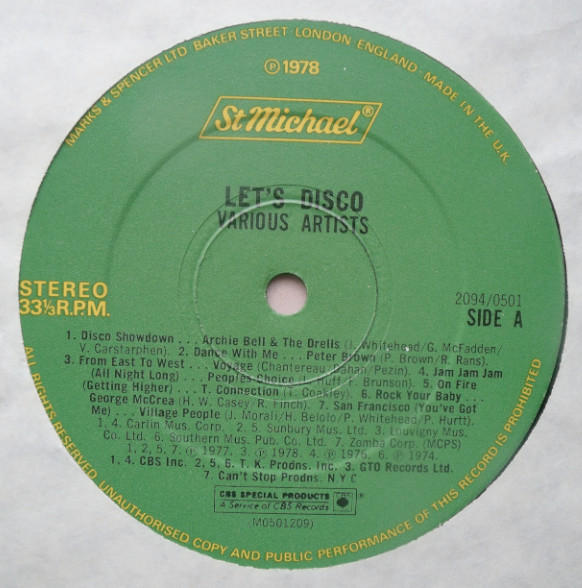 MARKS & SPENCER LTD · BAKER STREET · LONDON, ENGLAND · MADE IN THE U.K.
℗ 1978
St Michael®
LET'S DISCO
VARIOUS ARTISTS
STEREO
33⅓ R.P.M.
2094/0501
SIDE A
1. Disco Showdown . . . Archie Bell & The Drells (J. Whitehead/G. McFadden/
V. Carstarphen). 2. Dance With Me . . . Peter Brown (P. Brown/R. Rans).
3. From East To West . . . Voyage (Chantereau/Dahan/Pezin). 4. Jam Jam Jam
(All Night Long) . . . Peoples Choice (L. Huff/F. Brunson). 5. On Fire
(Getting Higher) . . . T. Connection (T. Coakley). 6. Rock Your Baby . . .
George McCrea (H. W. Casey/R. Finch). 7. San Francisco (You've Got
Me) . . . Village People (J. Morali/H. Belolo/P. Whitehead/P. Hurtt).
1. 4. Carlin Mus. Corp. 2. 5. Sunbury Mus. Ltd. 3. Louvigny Mus.
Co. Ltd. 6. Southern Mus. Pub. Co. Ltd. 7. Zomba Corp. (MCPS)
1, 2, 5, 7. ℗ 1977. 3. ℗ 1978. 4. ℗ 1976. 6. ℗ 1974.
1. 4. CBS Inc. 2, 5, 6. T. K. Prodns. Inc. 3. GTO Records Ltd.
7. Can't Stop Prodns. N Y C
CBS SPECIAL PRODUCTS
A Service of CBS Records
CBS
®
M0501209)
ALL RIGHTS RESERVED. UNAUTHORISED COPY AND PUBLIC PERFORMANCE OF THIS RECORD IS PROHIBITED